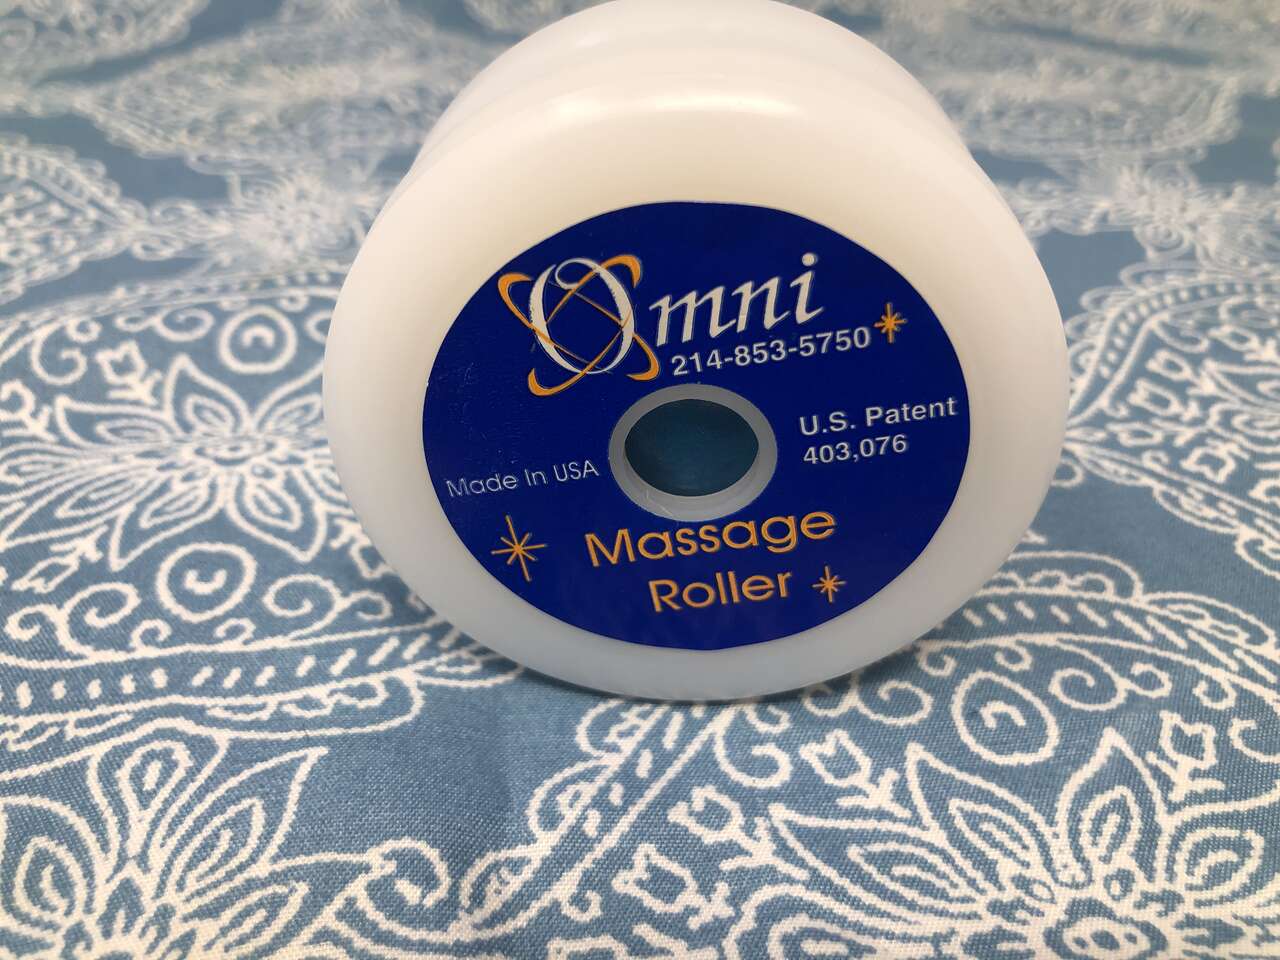 Omni
214-853-5750
U.S. Patent
403,076
Made In USA
Massage
Roller